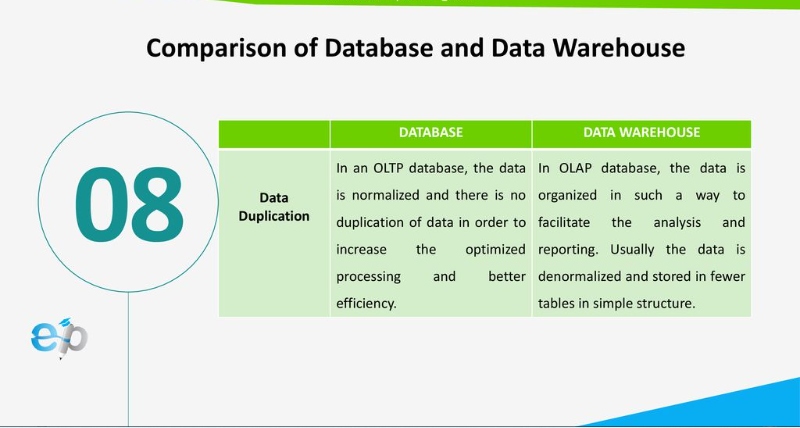 Comparison of Database and Data Warehouse
08
DATABASE
DATA WAREHOUSE
Data
Duplication
In an OLTP database, the data
is normalized and there is no
duplication of data in order to
increase the optimized
processing and better
efficiency.
In OLAP database, the data is
organized in such a way to
facilitate the analysis and
reporting. Usually the data is
denormalized and stored in fewer
tables in simple structure.
ep